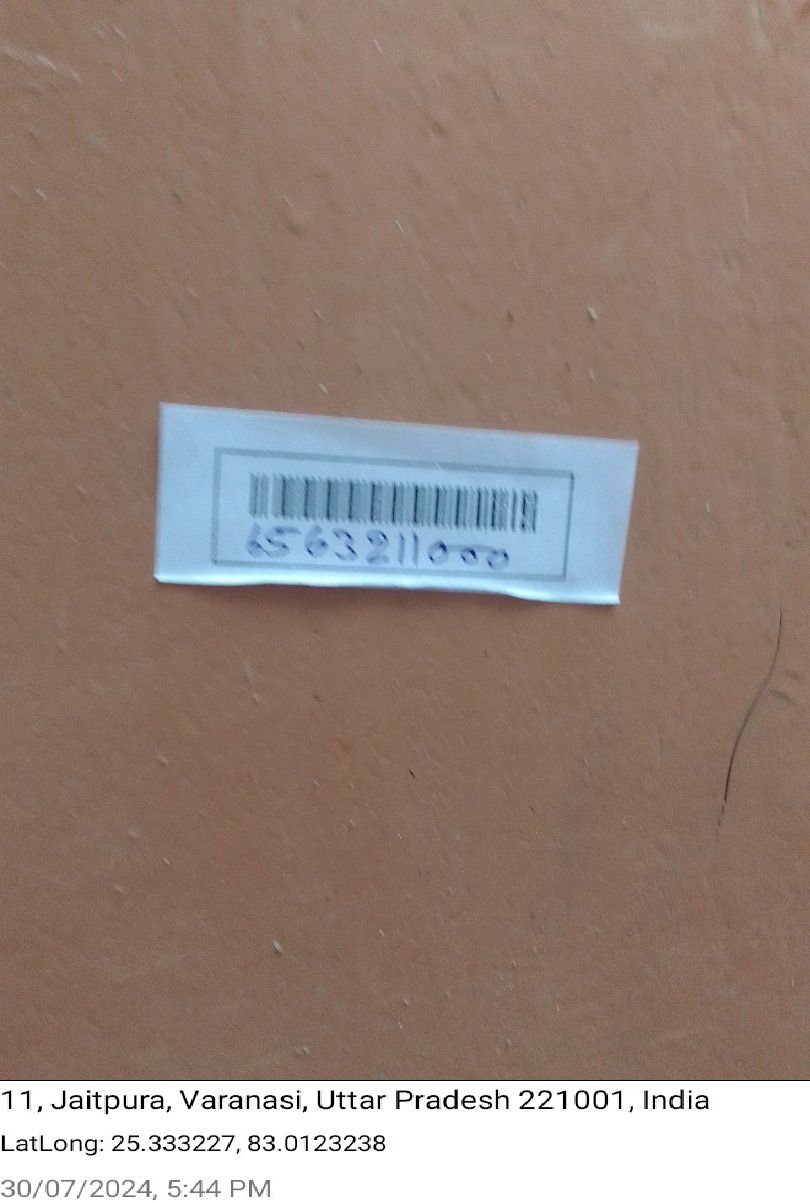 6563211000
11, Jaitpura, Varanasi, Uttar Pradesh 221001, India
LatLong: 25.333227, 83.0123238
30/07/2024, 5:44 PM